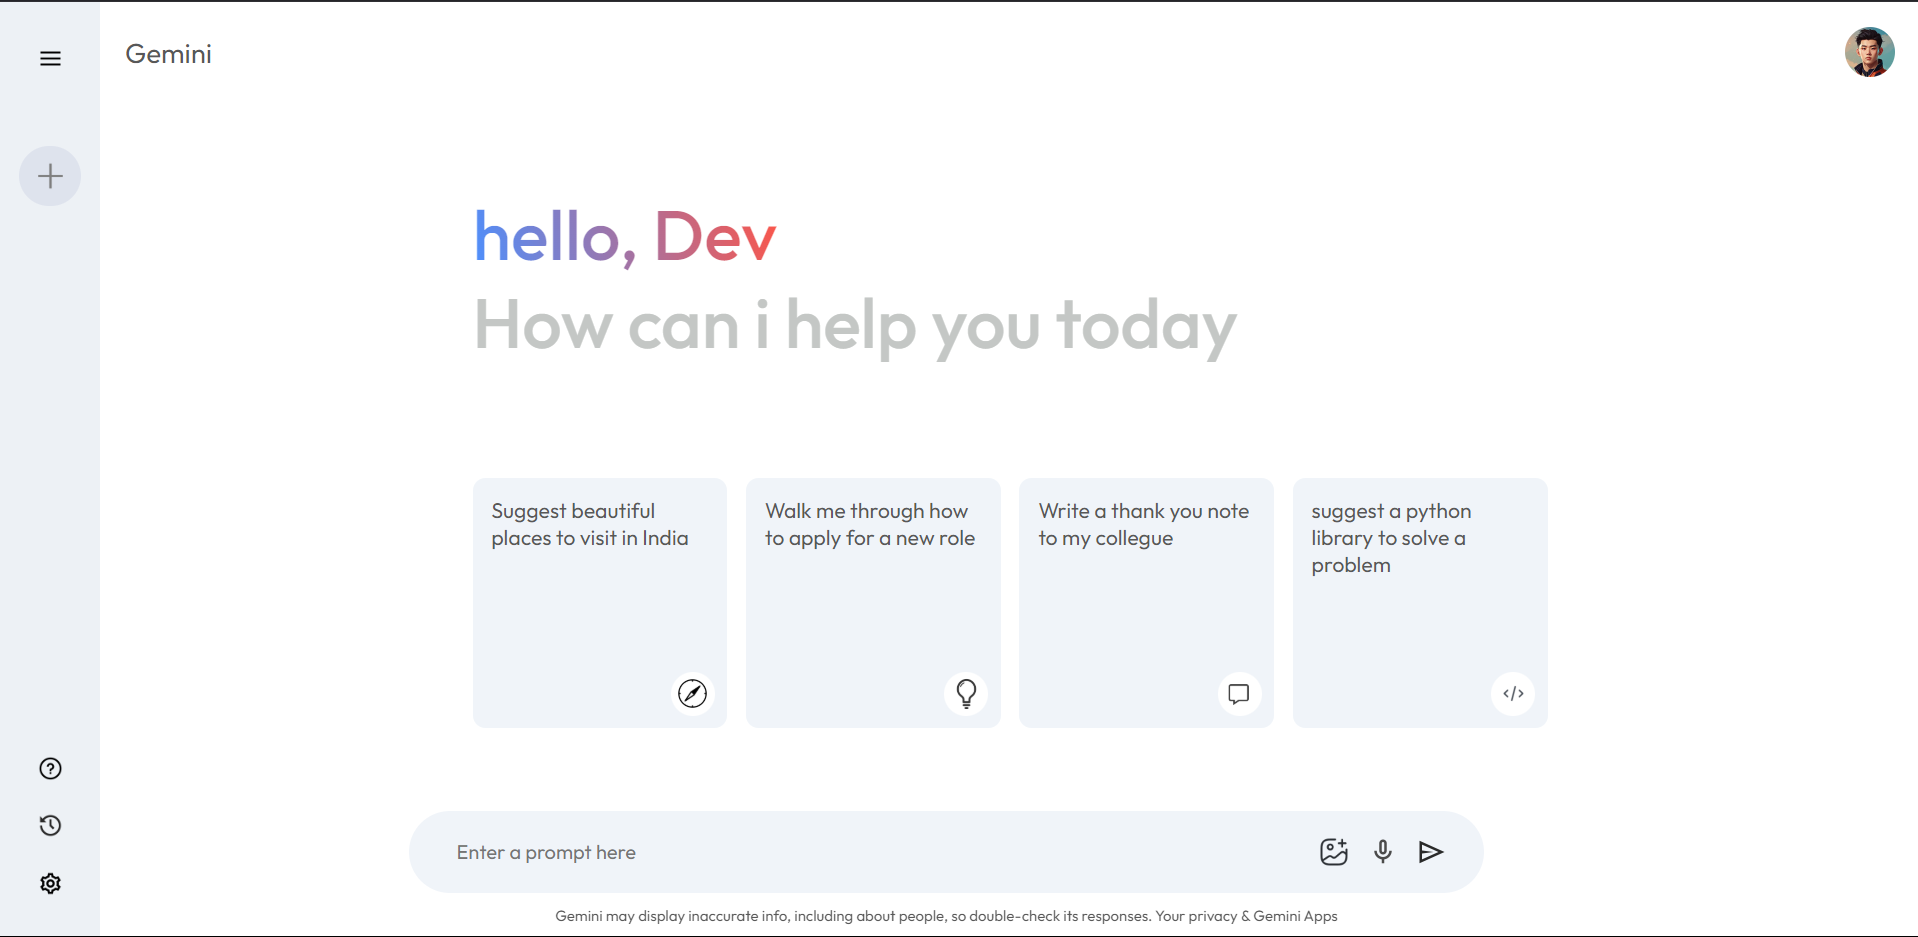 Gemini
hello, Dev
How can i help you today
Suggest beautiful
places to visit in India
Walk me through how
to apply for a new role
Write a thank you note
to my collegue
suggest a python
library to solve a
problem
Enter a prompt here
Gemini may display inaccurate info, including about people, so double-check its responses. Your privacy & Gemini Apps